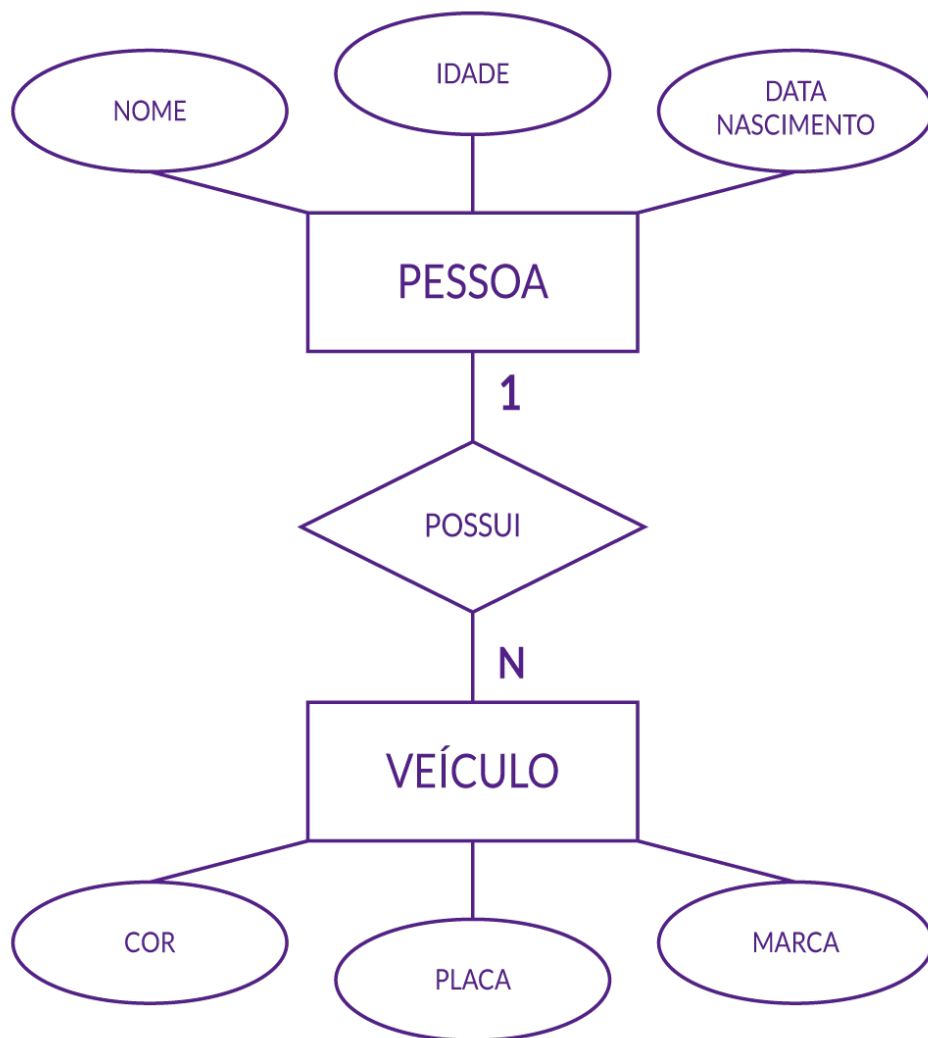 NOME
IDADE
DATA
NASCIMENTO
PESSOA
1
POSSUI
N
VEÍCULO
COR
PLACA
MARCA